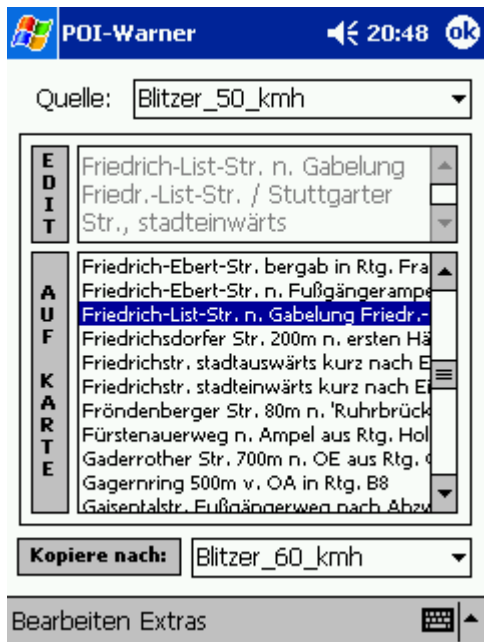 POI-Warner 20:48 ok
Quelle: Blitzer_50_kmh
EDIT
Friedrich-List-Str. n. Gabelung
Friedr.-List-Str. / Stuttgarter
Str., stadteinwärts
AUF KARTE
Friedrich-Ebert-Str. bergab in Rtg. Fra
Friedrich-Ebert-Str. n. Fußgängerampe
Friedrich-List-Str. n. Gabelung Friedr.-
Friedrichsdorfer Str. 200m n. ersten Hä
Friedrichstr. stadtauswärts kurz nach E
Friedrichstr. stadteinwärts kurz nach Ei
Fröndenberger Str. 80m n. 'Ruhrbrück
Fürstenauerweg n. Ampel aus Rtg. Hol
Gaderrother Str. 700m n. OE aus Rtg.
Gagernring 500m v. OA in Rtg. B8
Gaisentalstr. Fußgängerweg nach Abzw
Kopiere nach: Blitzer_60_kmh
Bearbeiten Extras